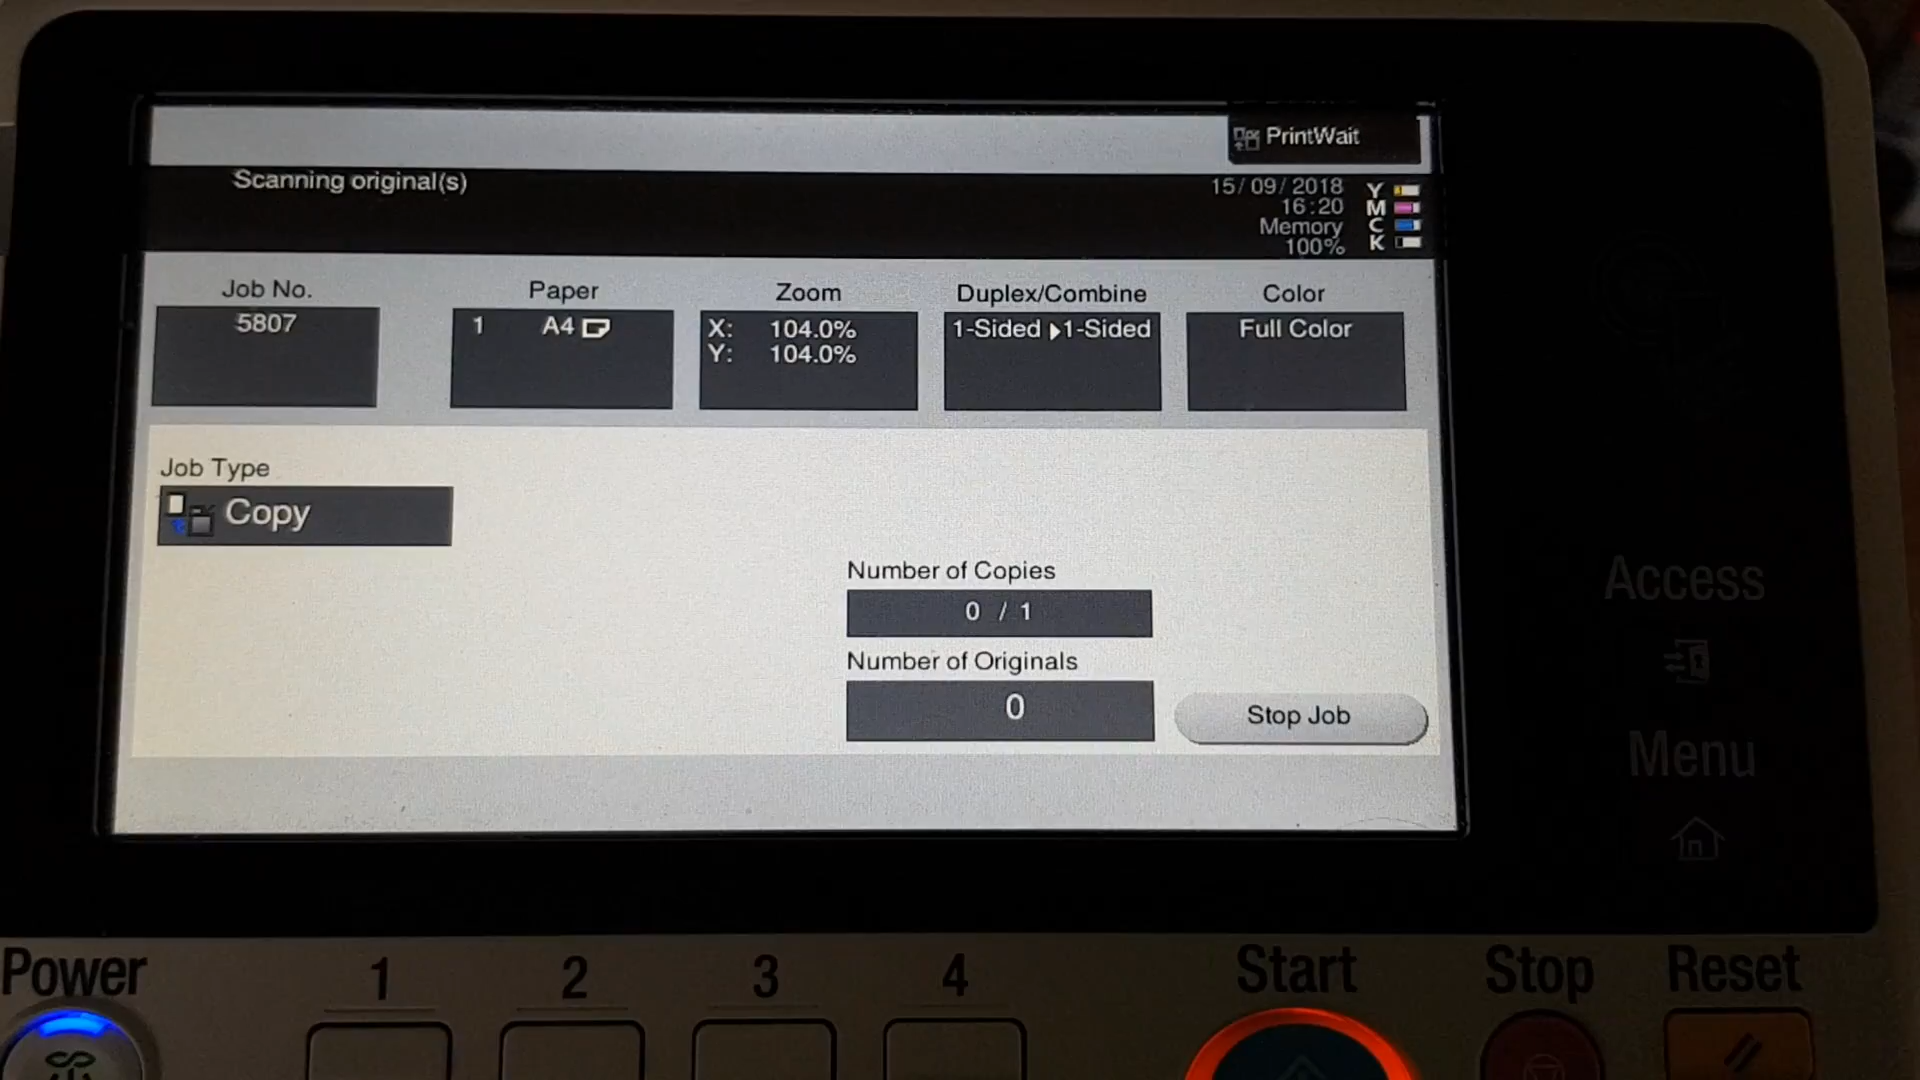 PrintWait
Scanning original(s)
15/09/2018
16:20
Memory
100%
Y
M
C
K
Job No.
5807
Paper
1 A4
Zoom
X: 104.0%
Y: 104.0%
Duplex/Combine
1-Sided ▶1-Sided
Color
Full Color
Job Type
Copy
Number of Copies
0 / 1
Number of Originals
0
Stop Job
Access
Menu
Power
1
2
3
4
Start
Stop
Reset